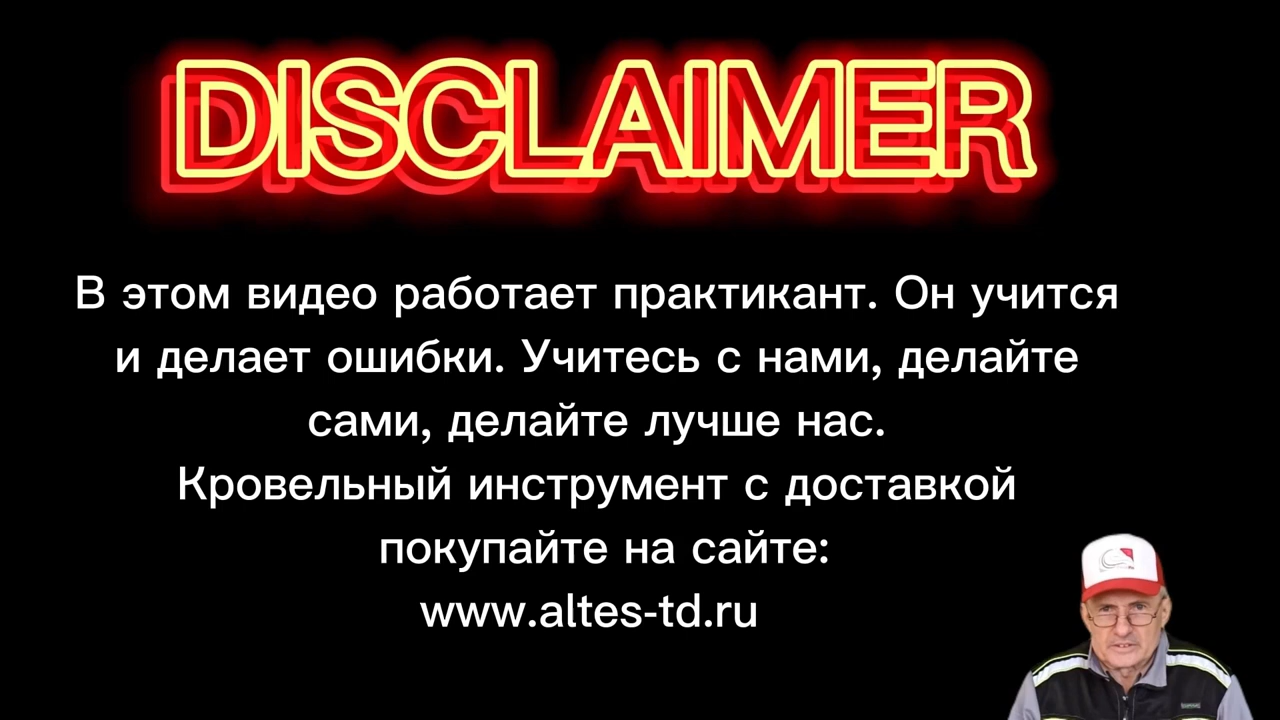 DISCLAIMER
В этом видео работает практикант. Он учится
и делает ошибки. Учитесь с нами, делайте
сами, делайте лучше нас.
Кровельный инструмент с доставкой
покупайте на сайте:
www.altes-td.ru